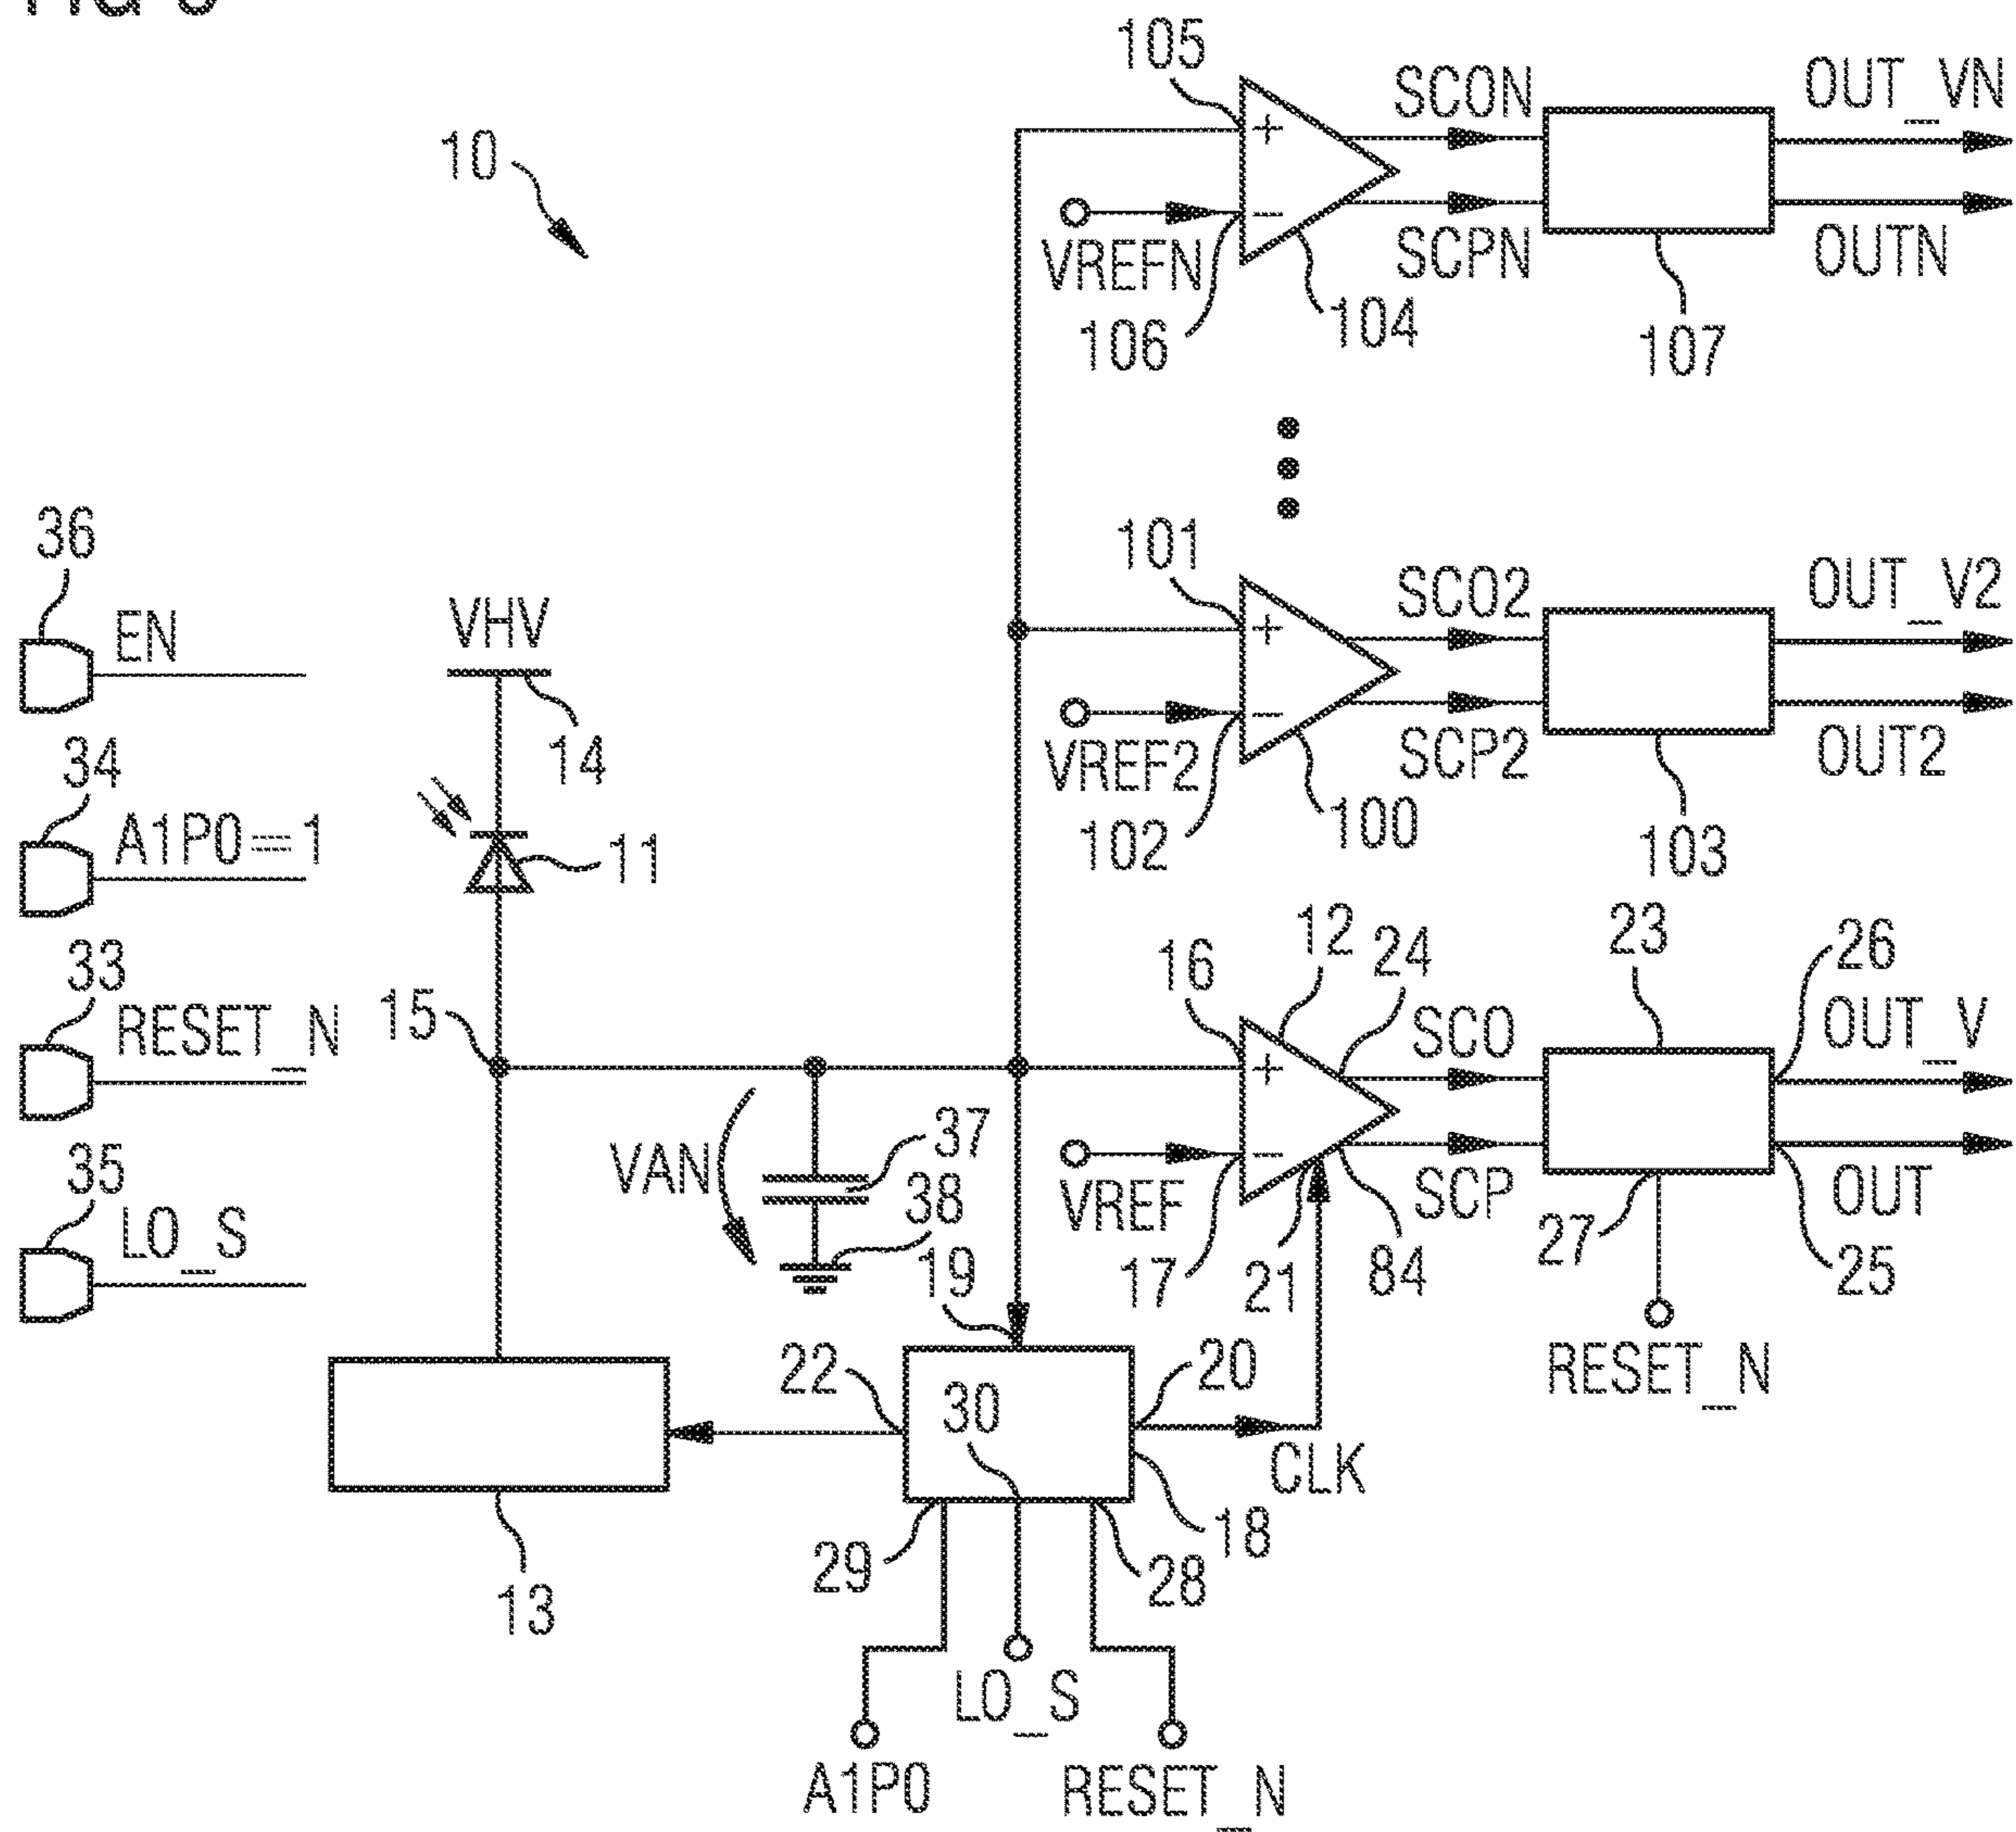 105
SCON
OUT_VN
10
VREFN
SCPN
OUTN
106
104
107
36
EN
101
SCO2
OUT_V2
VHV
14
VREF2
SCP2
OUT2
34
A1P0==1
11
102
100
103
33
RESET_N
15
16
12
24
23
26
SCO
OUT_V
VAN
37
38
VREF
SCP
OUT
35
LO_S
19
17
21
84
27
25
22
30
20
RESET_N
CLK
13
29
18
28
LO_S
A1P0
RESET_N